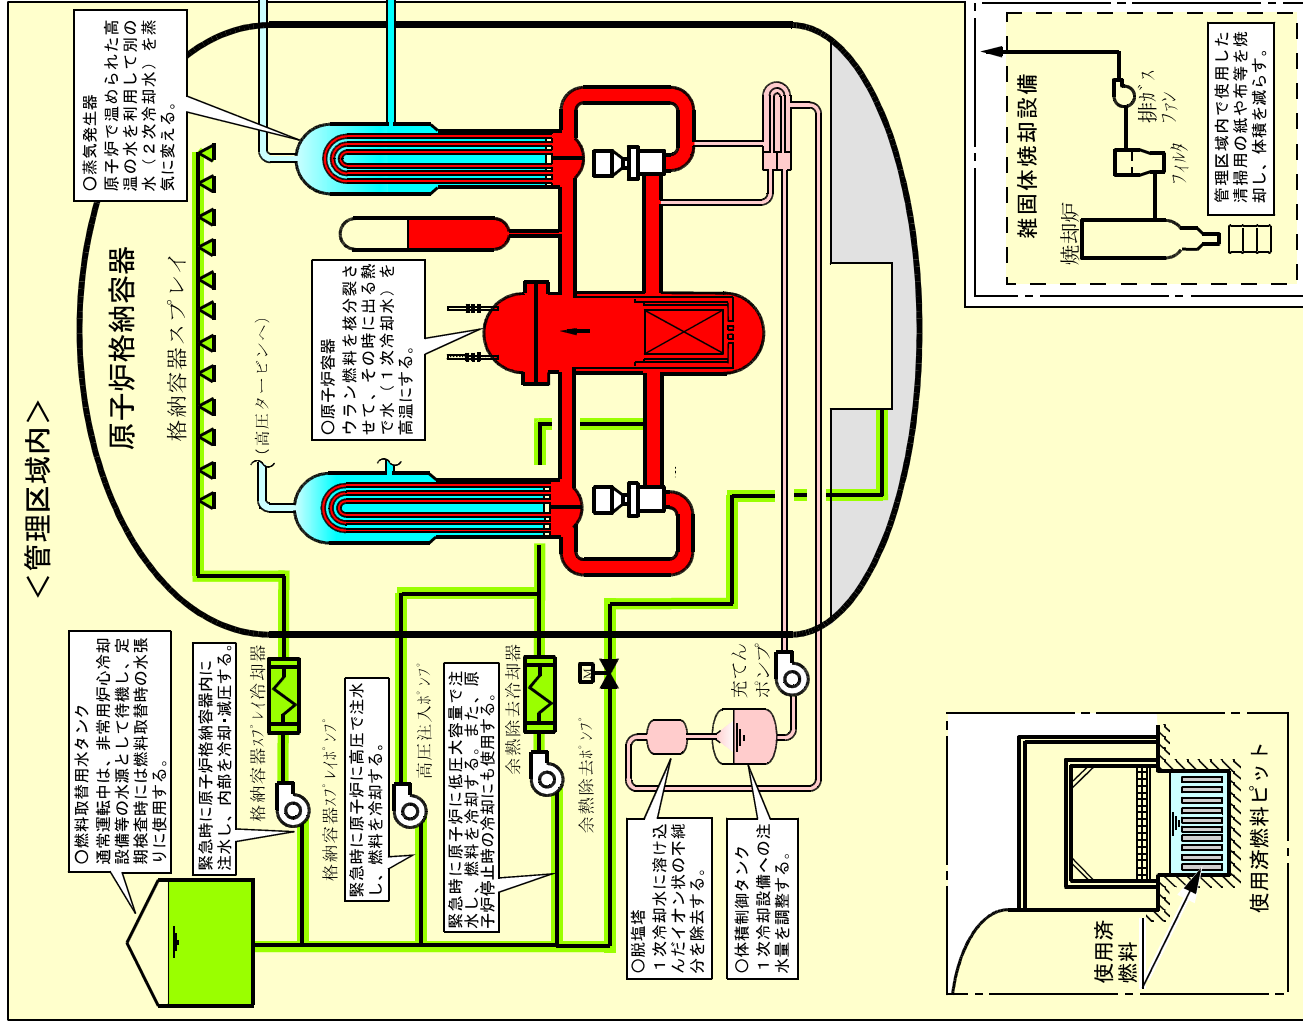 <管理区域内>
○燃料取替用水タンク
通常運転中は、非常用炉心冷却
設備等の水源として待機し、定
期検査時には燃料取替時の水張
りに使用する。
緊急時に原子炉格納容器内に
注水し、内部を冷却・減圧する。
格納容器スプレイ冷却器
格納容器スプレイポンプ
緊急時に原子炉に高圧で注水
し、燃料を冷却する。
高圧注入ポンプ
緊急時に原子炉に低圧大容量で注
水し、燃料を冷却する。また、原
子炉停止時の冷却にも使用する。
余熱除去冷却器
余熱除去ポンプ
M
○脱塩塔
１次冷却水に溶け込
んだイオン状の不純
分を除去する。
○体積制御タンク
１次冷却設備への注
水量を調整する。
充てん
ポンプ
原子炉格納容器
格納容器スプレイ
(高圧タービンへ)
○原子炉容器
ウラン燃料を核分裂さ
せて、その時に出る熱
で水（１次冷却水）を
高温にする。
○蒸気発生器
原子炉で温められた高
温の水を利用して別の
水（２次冷却水）を蒸
気に変える。
使用済
燃料
使用済燃料ピット
雑固体焼却設備
焼却炉
フィルタ
排ガス
ファン
管理区域内で使用した
清掃用の紙や布等を焼
却し、体積を減らす。